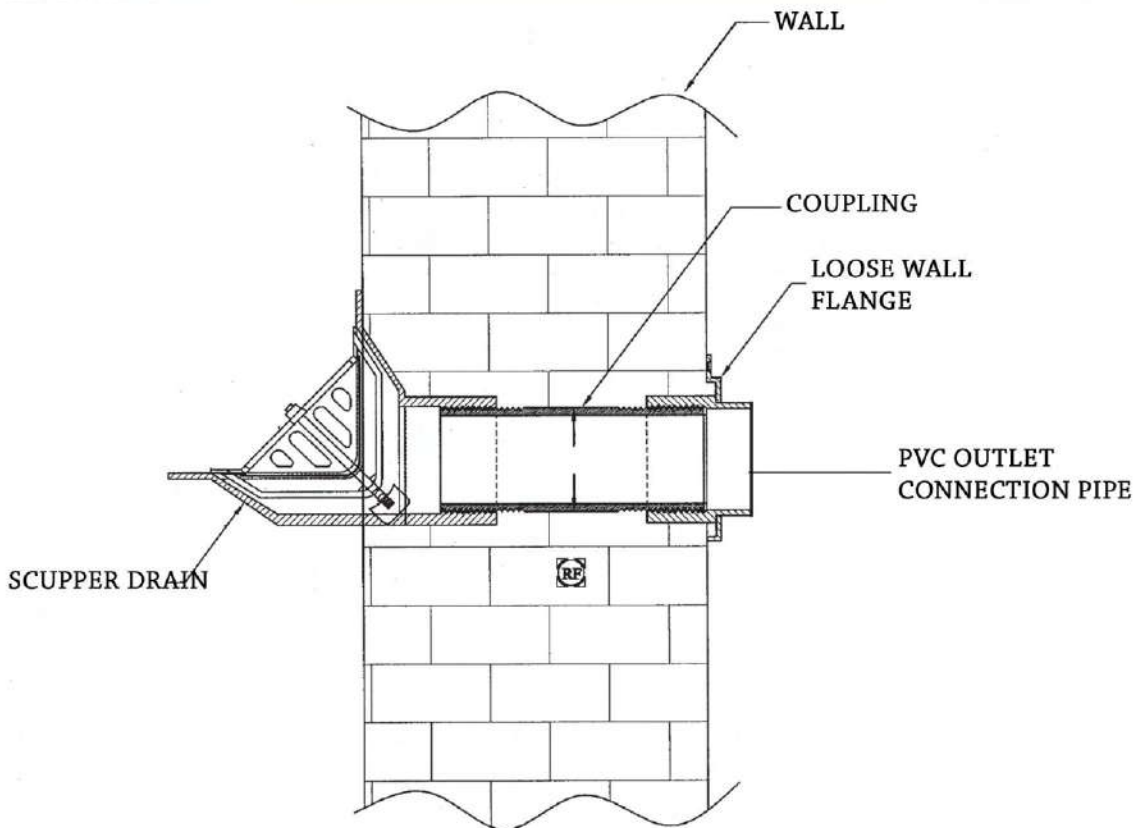 WALL
COUPLING
LOOSE WALL
FLANGE
PVC OUTLET
CONNECTION PIPE
SCUPPER DRAIN
RF